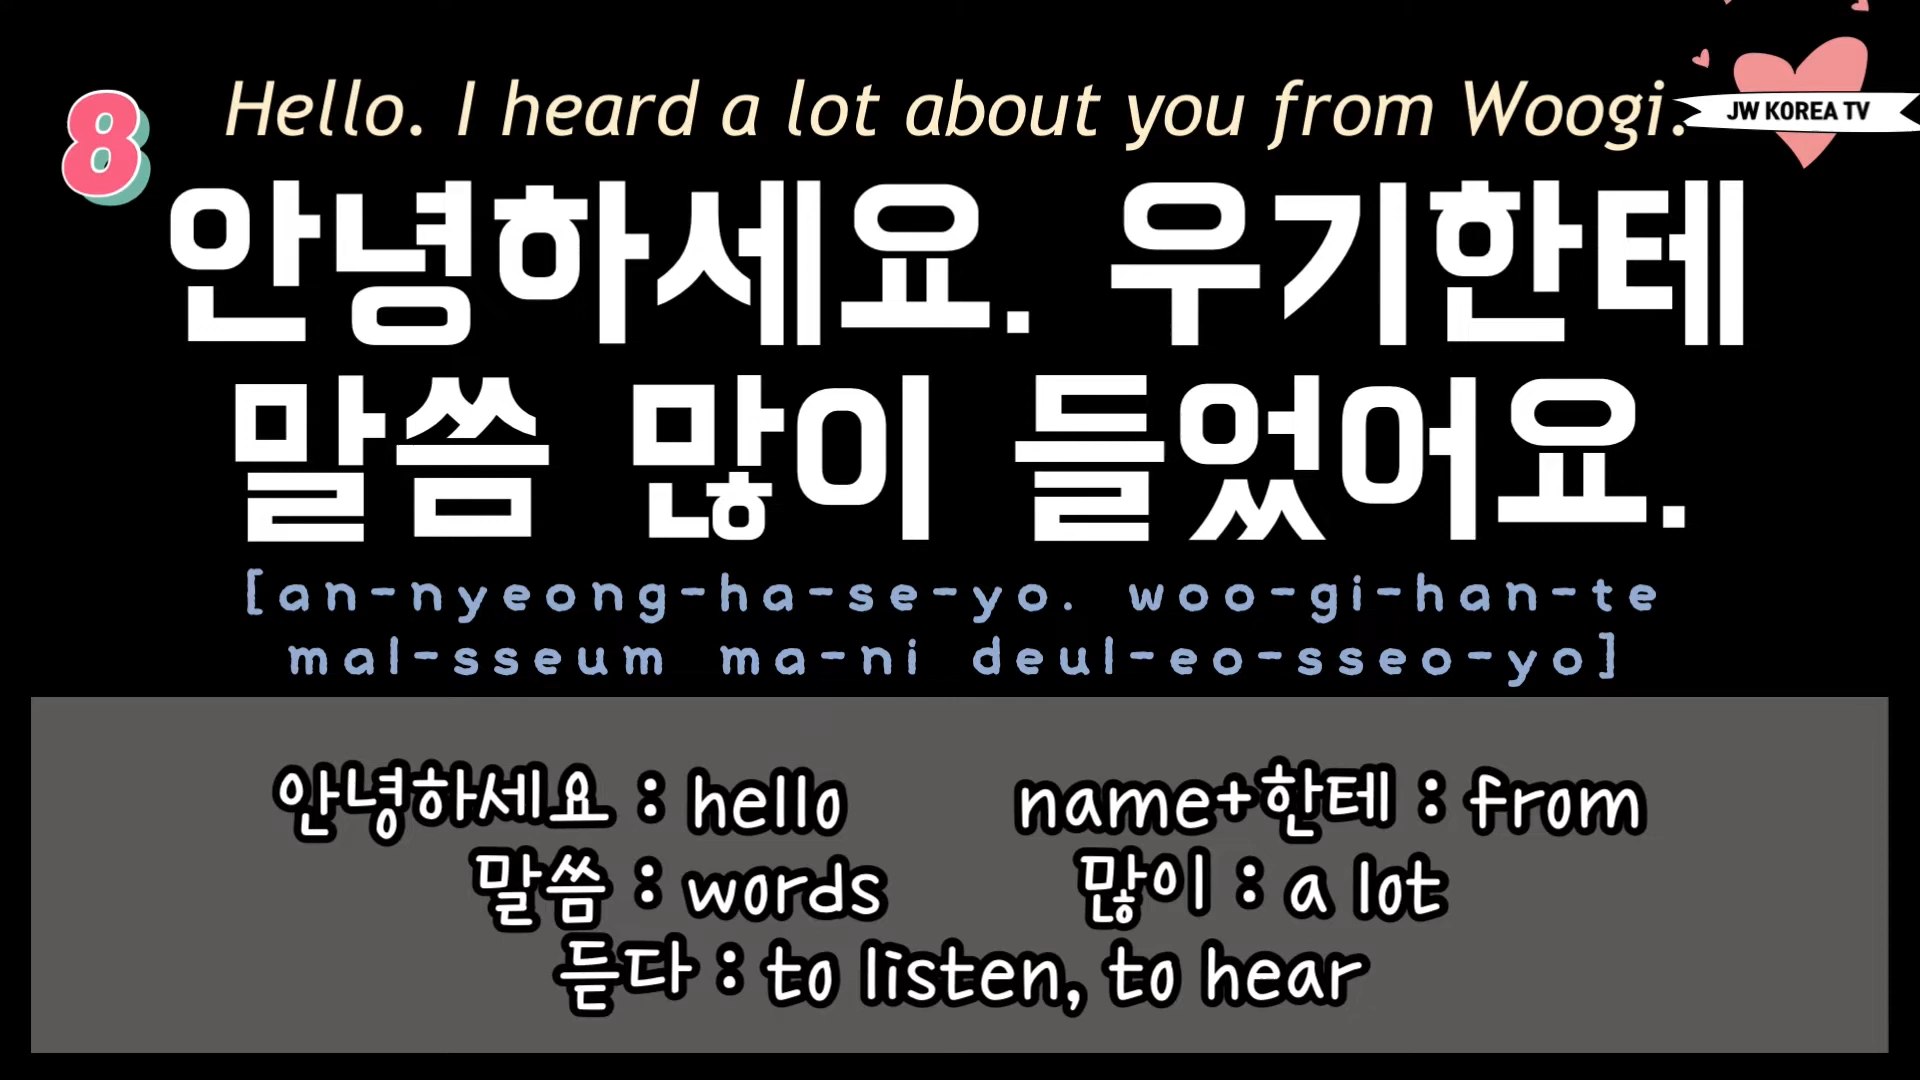 8
Hello. I heard a lot about you from Woogi.
JW KOREA TV
안녕하세요. 우기한테
말씀 많이 들었어요.
[an-nyeong-ha-se-yo. woo-gi-han-te
mal-sseum ma-ni deul-eo-sseo-yo]
안녕하세요 : hello name+한테 : from
말씀 : words 많이 : a lot
듣다 : to listen, to hear